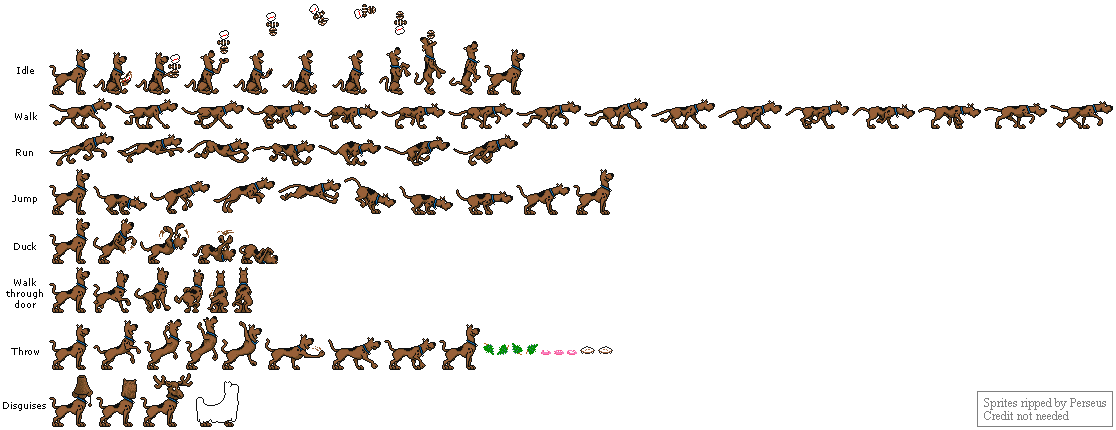 Idle
Walk
Run
Jump
Duck
Walk
through
door
Throw
Disguises
Sprites ripped by Perseus
Credit not needed